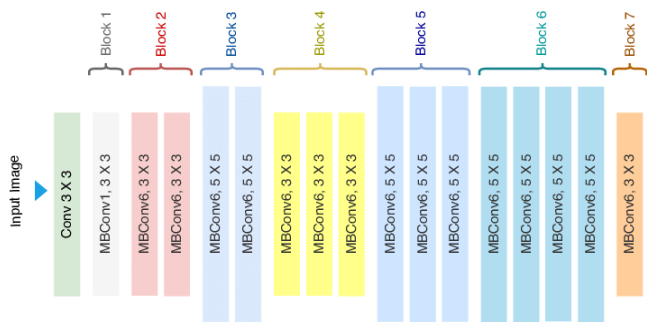 Block 1
Block 2
Block 3
Block 4
Block 5
Block 6
Block 7
Input Image
Conv 3 X 3
MBConv1, 3 X 3
MBConv6, 3 X 3
MBConv6, 3 X 3
MBConv6, 5 X 5
MBConv6, 5 X 5
MBConv6, 3 X 3
MBConv6, 3 X 3
MBConv6, 3 X 3
MBConv6, 5 X 5
MBConv6, 5 X 5
MBConv6, 5 X 5
MBConv6, 5 X 5
MBConv6, 5 X 5
MBConv6, 5 X 5
MBConv6, 5 X 5
MBConv6, 3 X 3